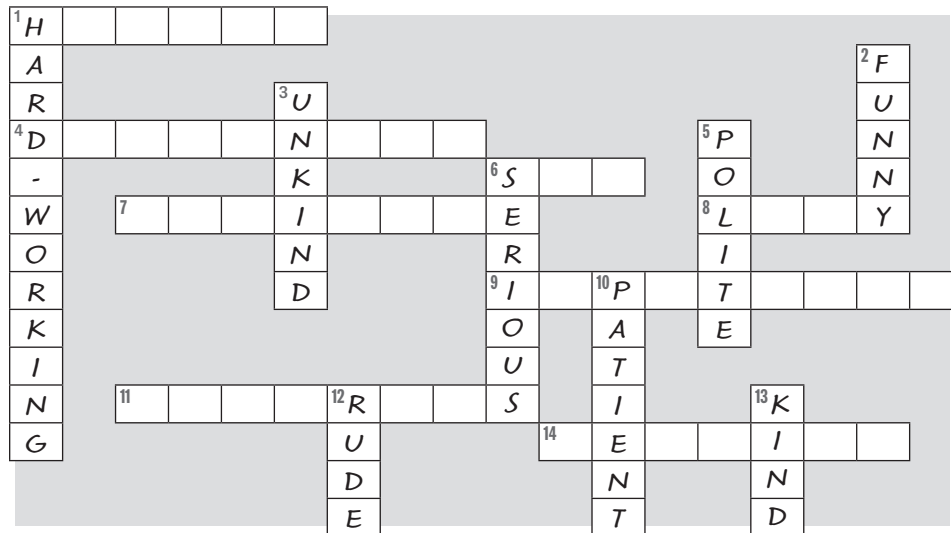 1 H
A 2 F
R 3 U U
4 D N 5 P N
- K 6 S O N
W 7 I E 8 L Y
O N R I
R D 9 I 10 P T
K O A E
I U T
N 11 12 R S I 13 K
G U 14 E I
D N N
E T D